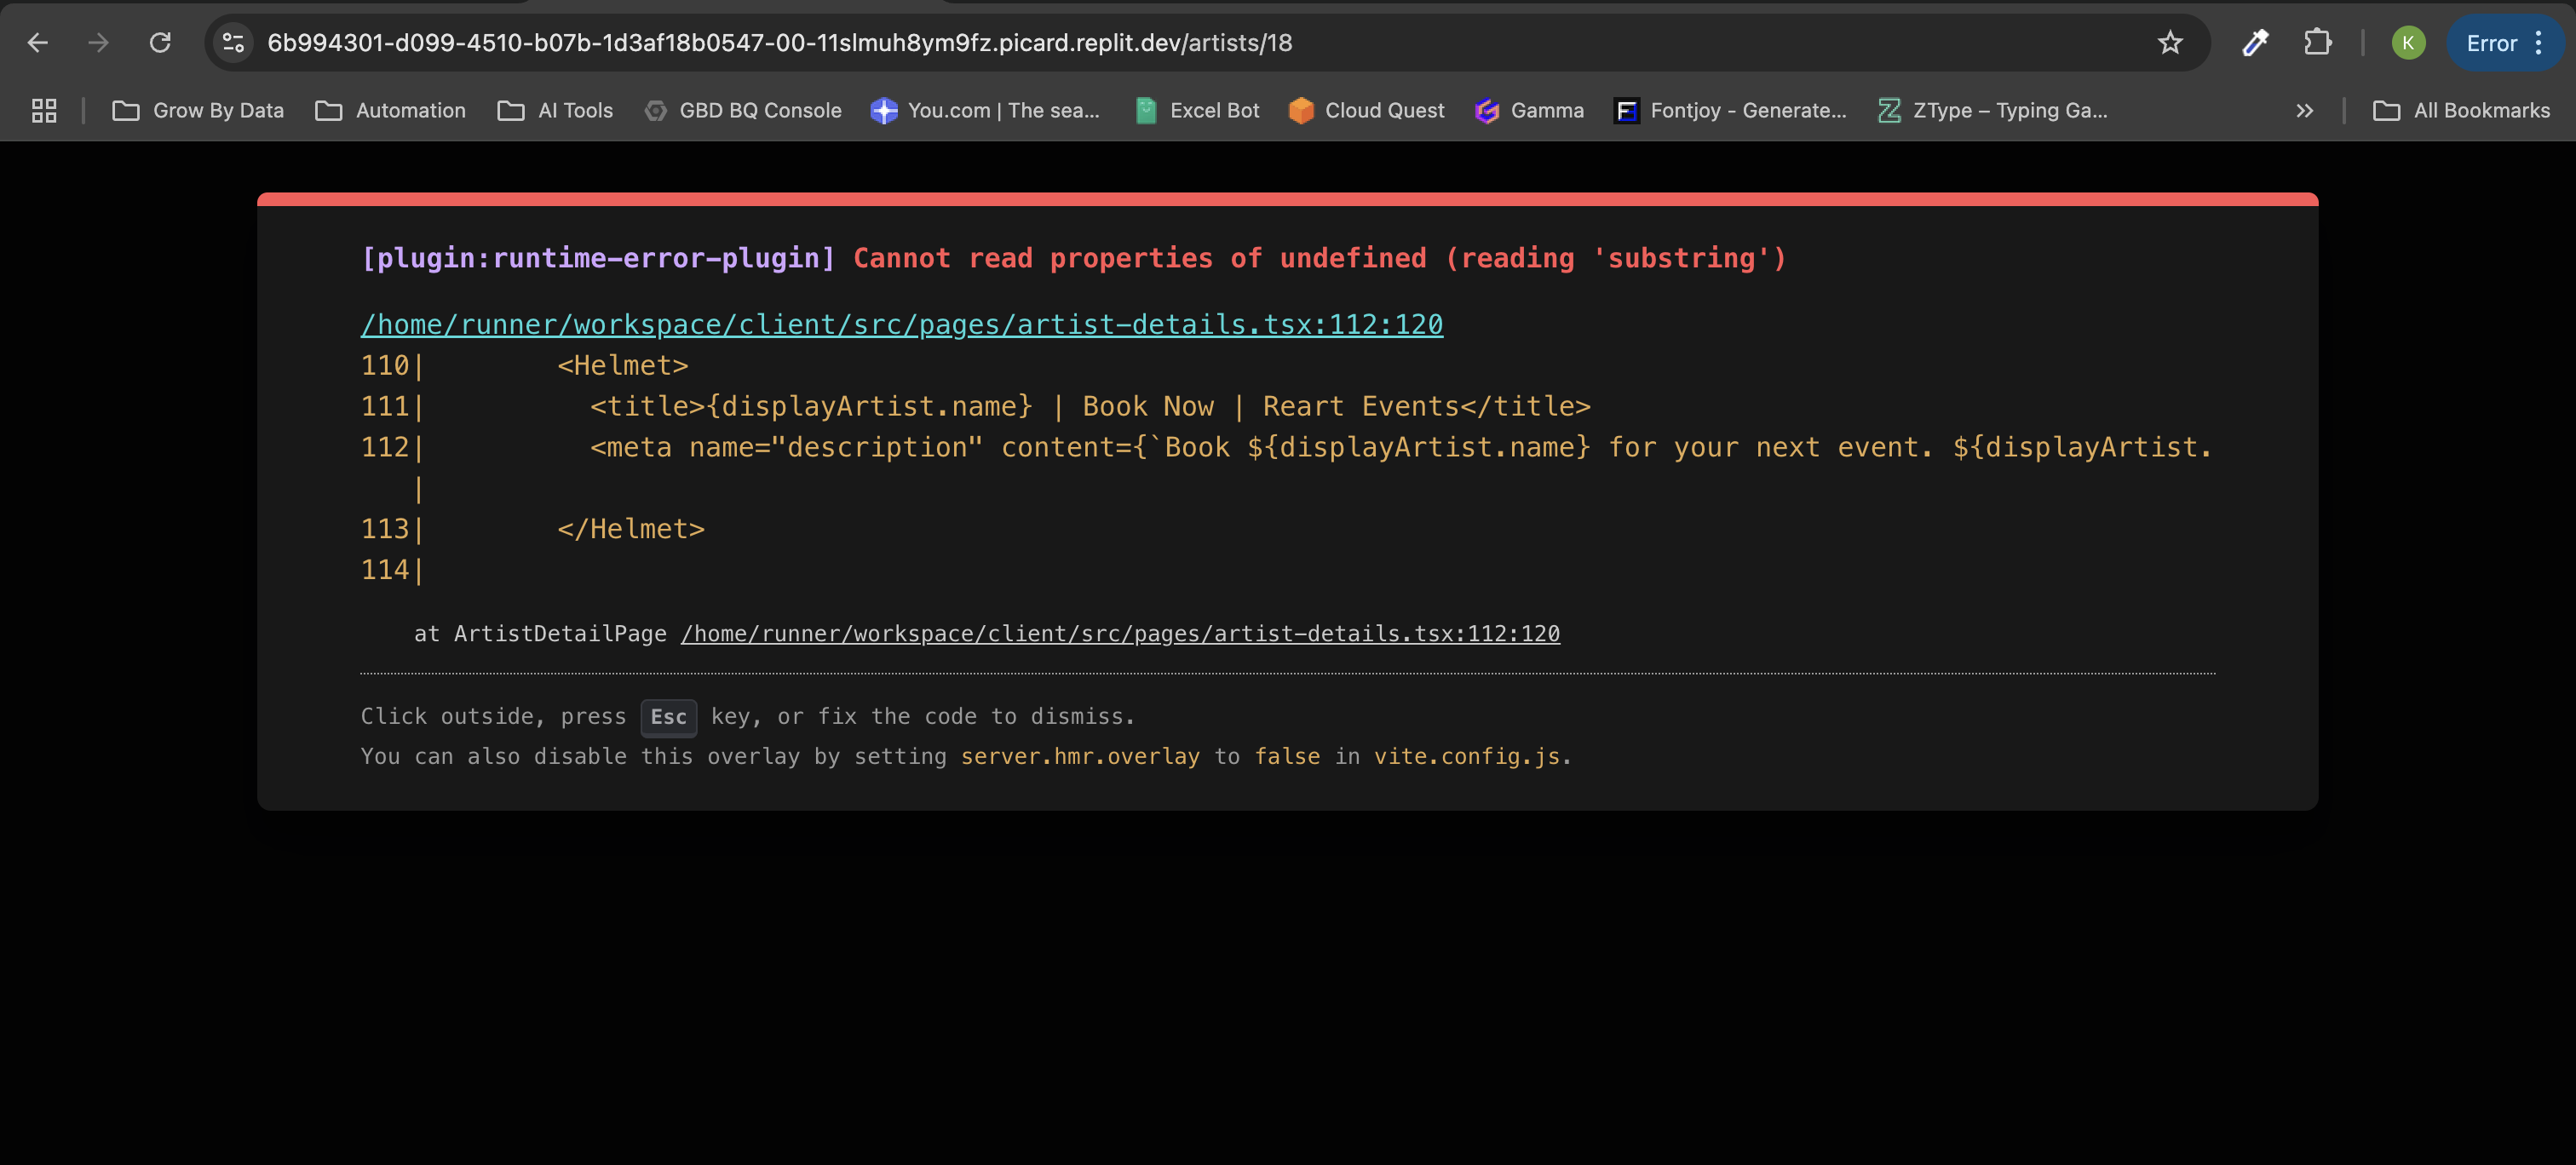 6b994301-d099-4510-b07b-1d3af18b0547-00-11slmuh8ym9fz.picard.replit.dev/artists/18
K
Error
Grow By Data
Automation
AI Tools
GBD BQ Console
You.com | The sea...
Excel Bot
Cloud Quest
Gamma
Fontjoy - Generate...
ZType – Typing Ga...
All Bookmarks
[plugin:runtime-error-plugin] Cannot read properties of undefined (reading 'substring')
/home/runner/workspace/client/src/pages/artist-details.tsx:112:120
110|        <Helmet>
111|          <title>{displayArtist.name} | Book Now | Reart Events</title>
112|          <meta name="description" content={`Book ${displayArtist.name} for your next event. ${displayArtist.
|
113|        </Helmet>
114|
at ArtistDetailPage /home/runner/workspace/client/src/pages/artist-details.tsx:112:120
Click outside, press Esc key, or fix the code to dismiss.
You can also disable this overlay by setting server.hmr.overlay to false in vite.config.js.